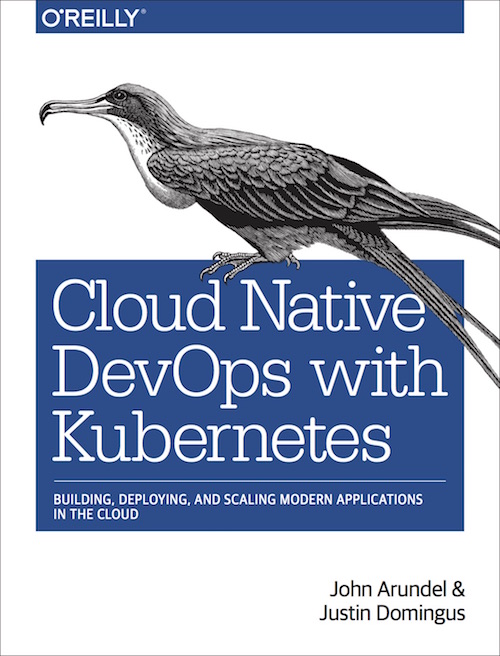 O'REILLY®
Cloud Native
DevOps with
Kubernetes
BUILDING, DEPLOYING, AND SCALING MODERN APPLICATIONS
IN THE CLOUD
John Arundel &
Justin Domingus